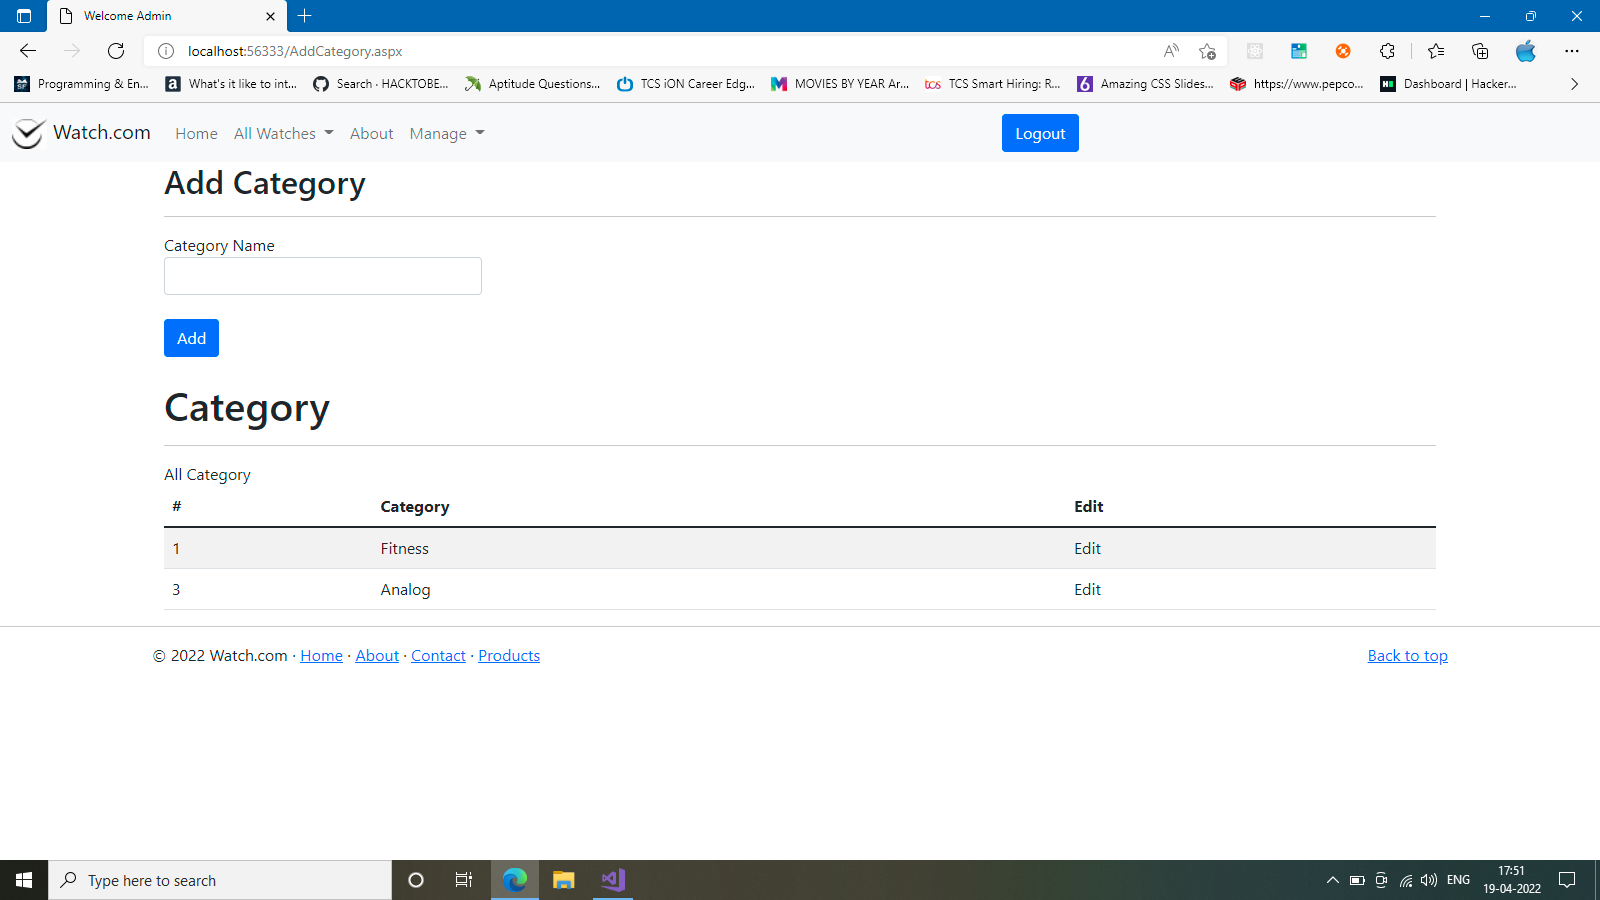 Welcome Admin
localhost:56333/AddCategory.aspx
Programming & En... What's it like to int... Search · HACKTOBE... Aptitude Questions... TCS iON Career Edg... MOVIES BY YEAR Ar... TCS Smart Hiring: R... Amazing CSS Slides... https://www.pepco... Dashboard | Hacker...
Watch.com Home All Watches About Manage Logout
Add Category
Category Name
Add
Category
All Category
# Category Edit
1 Fitness Edit
3 Analog Edit
© 2022 Watch.com · Home · About · Contact · Products Back to top
Type here to search
ENG
17:51
19-04-2022